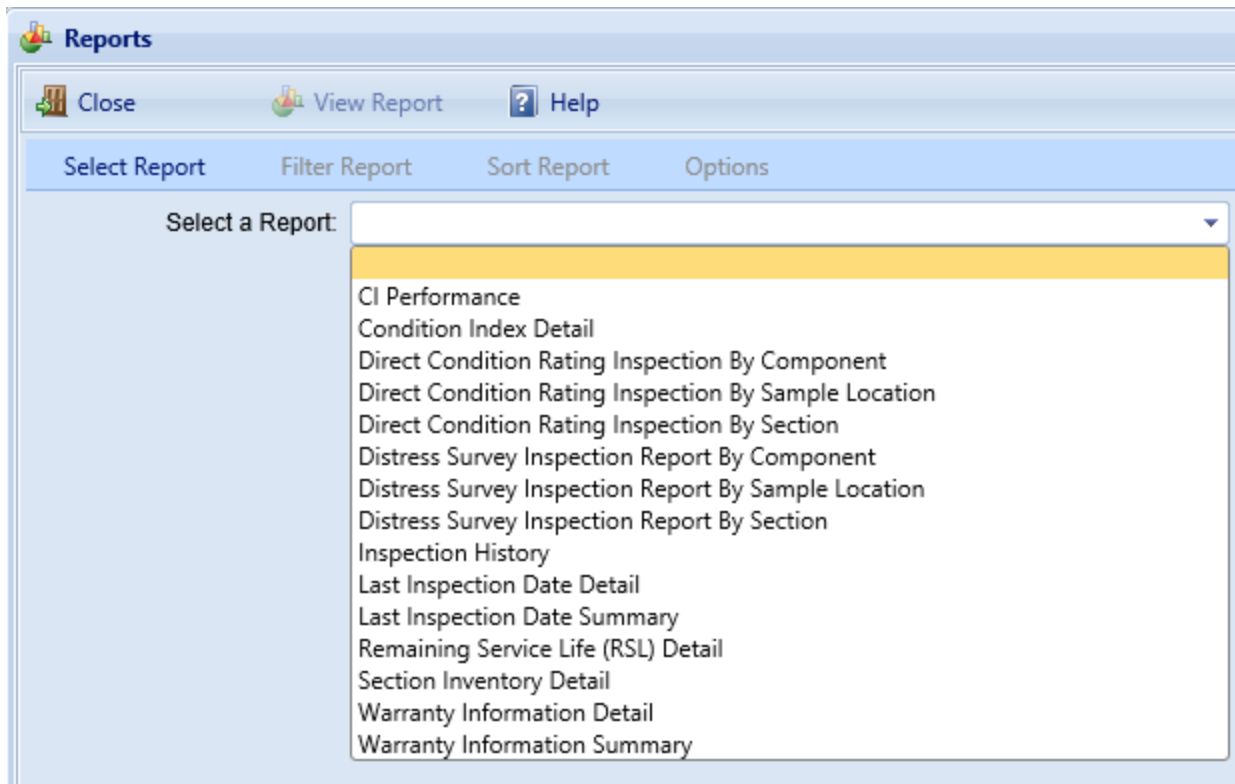 Reports
Close View Report ? Help
Select Report Filter Report Sort Report Options
Select a Report:
CI Performance
Condition Index Detail
Direct Condition Rating Inspection By Component
Direct Condition Rating Inspection By Sample Location
Direct Condition Rating Inspection By Section
Distress Survey Inspection Report By Component
Distress Survey Inspection Report By Sample Location
Distress Survey Inspection Report By Section
Inspection History
Last Inspection Date Detail
Last Inspection Date Summary
Remaining Service Life (RSL) Detail
Section Inventory Detail
Warranty Information Detail
Warranty Information Summary